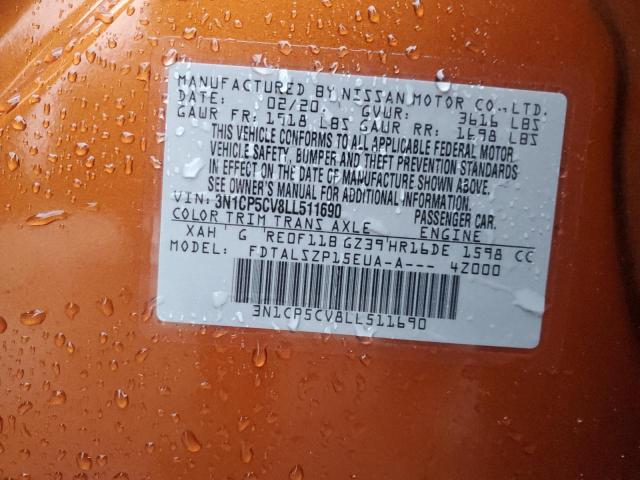 MANUFACTURED BY NISSAN MOTOR CO., LTD.
DATE: 02/20 GVWR: 3616 LBS
GAUR FR: 1918 LBS GAUR RR: 1698 LBS
THIS VEHICLE CONFORMS TO ALL APPLICABLE FEDERAL MOTOR
VEHICLE SAFETY, BUMPER AND THEFT PREVENTION STANDARDS
IN EFFECT ON THE DATE OF MANUFACTURE SHOWN ABOVE.
SEE OWNER'S MANUAL FOR ADDITIONAL INFORMATION.
VIN: 3N1CP5CV8LL511690 PASSENGER CAR.
COLOR TRIM TRANS AXLE ENGINE
XAH G RE0F11B GZ39 HR16DE 1598 CC
MODEL: FDTALSZP15EUA-A--- 4Z000
3N1CP5CV8LL511690